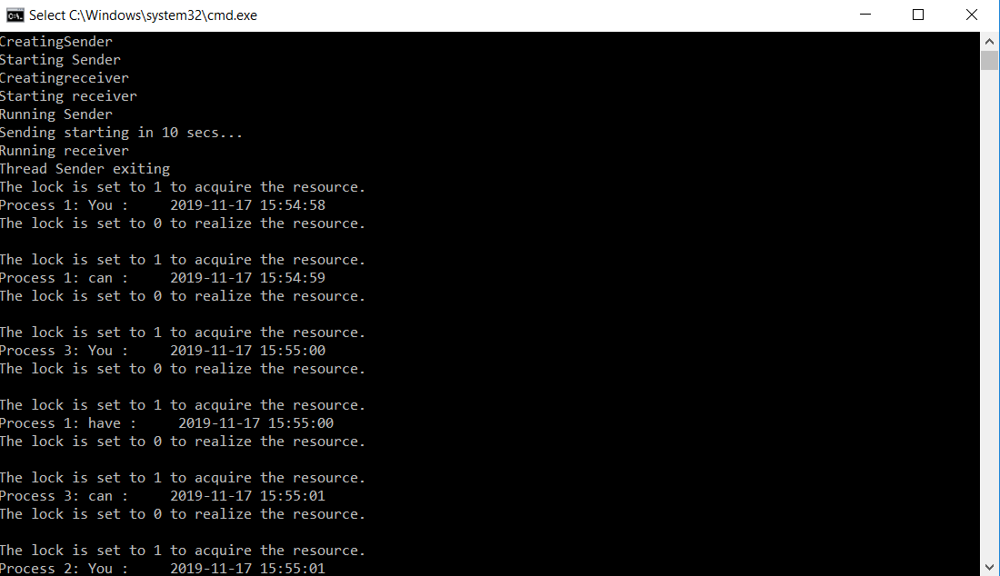 Select C:\Windows\system32\cmd.exe
CreatingSender
Starting Sender
Creatingreceiver
Starting receiver
Running Sender
Sending starting in 10 secs...
Running receiver
Thread Sender exiting
The lock is set to 1 to acquire the resource.
Process 1: You :     2019-11-17 15:54:58
The lock is set to 0 to realize the resource.
The lock is set to 1 to acquire the resource.
Process 1: can :     2019-11-17 15:54:59
The lock is set to 0 to realize the resource.
The lock is set to 1 to acquire the resource.
Process 3: You :     2019-11-17 15:55:00
The lock is set to 0 to realize the resource.
The lock is set to 1 to acquire the resource.
Process 1: have :     2019-11-17 15:55:00
The lock is set to 0 to realize the resource.
The lock is set to 1 to acquire the resource.
Process 3: can :     2019-11-17 15:55:01
The lock is set to 0 to realize the resource.
The lock is set to 1 to acquire the resource.
Process 2: You :     2019-11-17 15:55:01